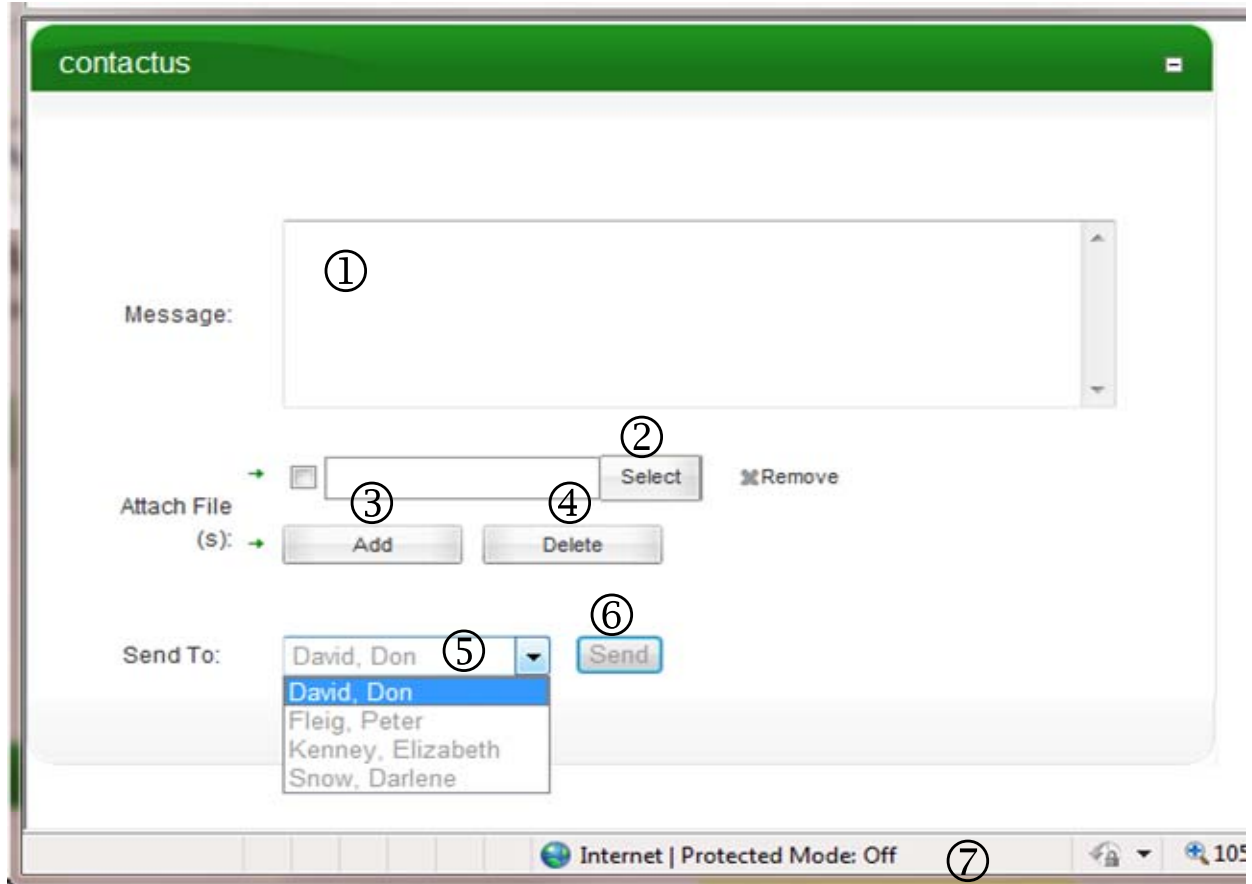 contactus
①
Message:
②
Select Remove
Attach File
③ ④
(s): Add Delete
⑥
Send To: David, Don ⑤ Send
David, Don
Fleig, Peter
Kenney, Elizabeth
Snow, Darlene
Internet | Protected Mode: Off ⑦ 105